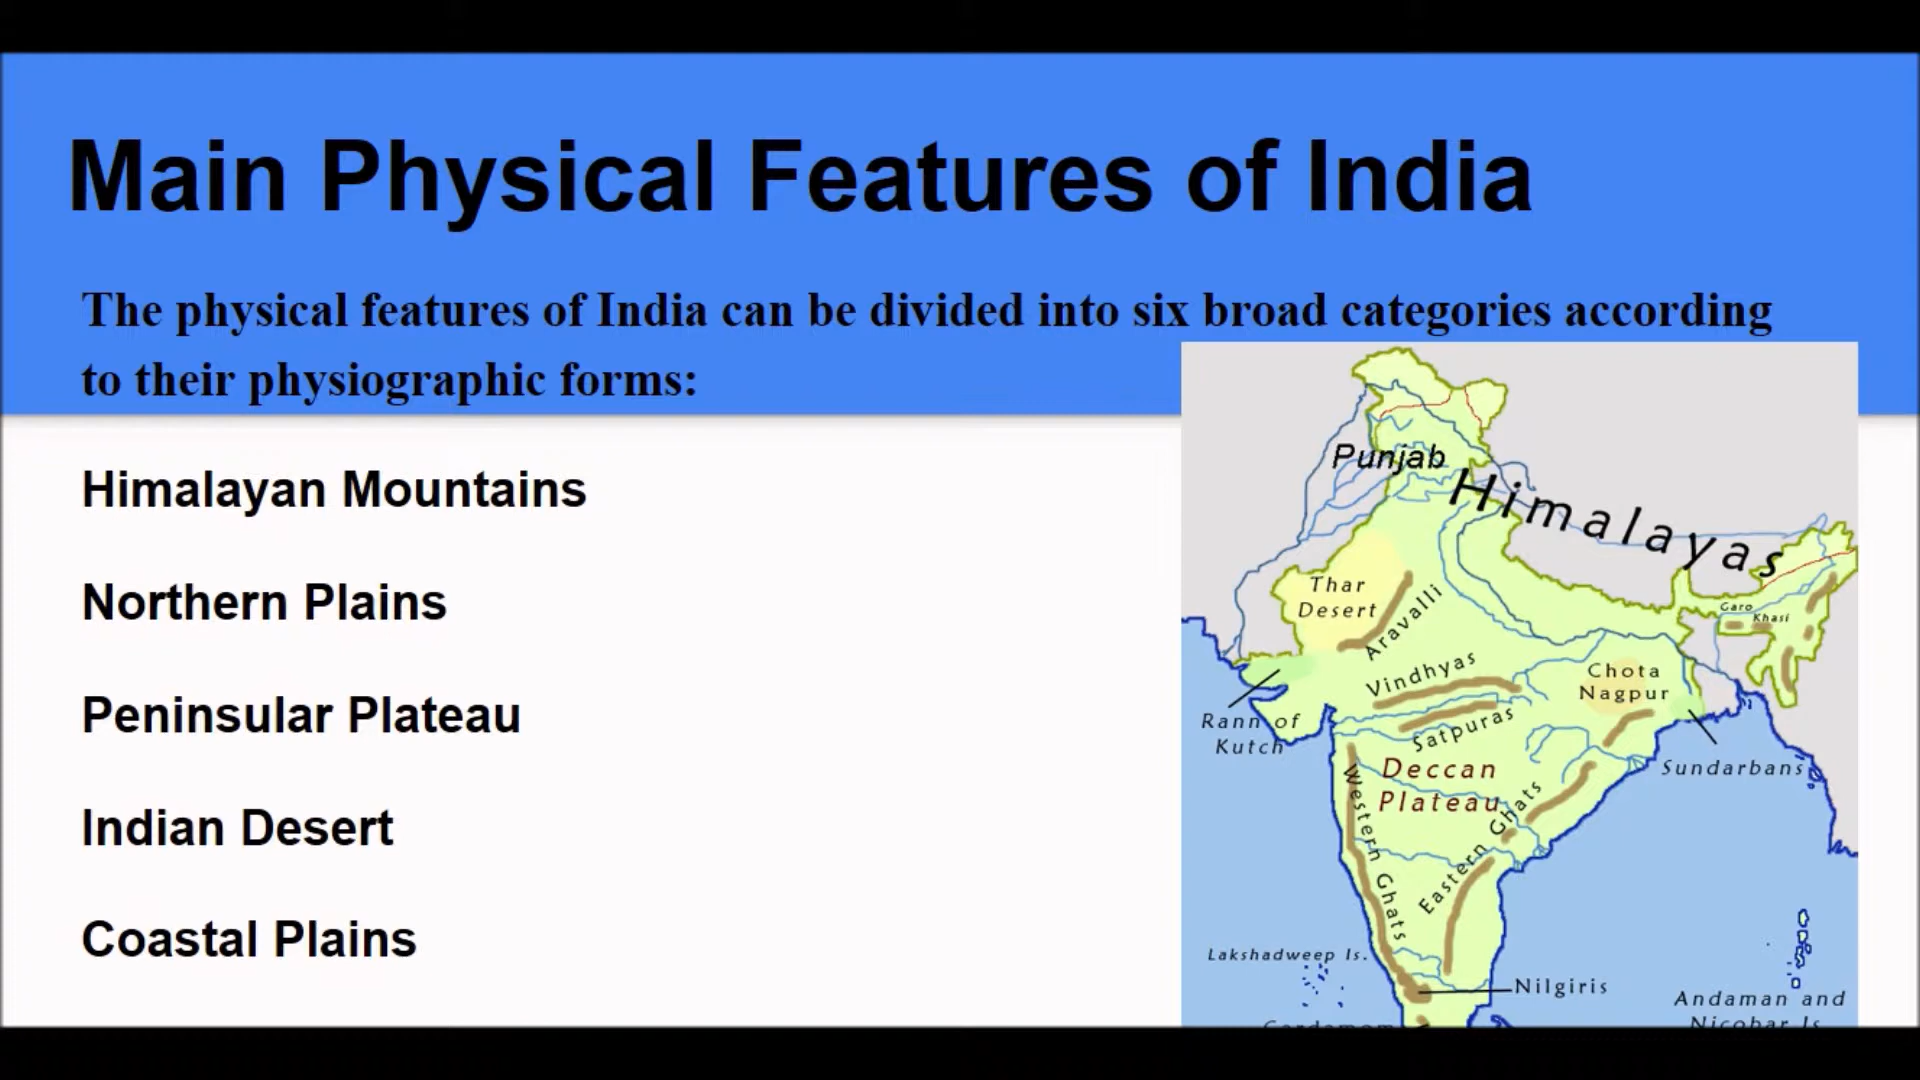 Main Physical Features of India
The physical features of India can be divided into six broad categories according
to their physiographic forms:
Himalayan Mountains
Northern Plains
Peninsular Plateau
Indian Desert
Coastal Plains
Punjab
Himalayas
Thar
Desert
Aravalli
Garo
Khasi
Vindhyas
Chota
Nagpur
Rann of
Kutch
Satpuras
Sundarbans
Deccan
Plateau
Western Ghats
Eastern Ghats
Lakshadweep Is.
Nilgiris
Andaman and
Nicobar Is